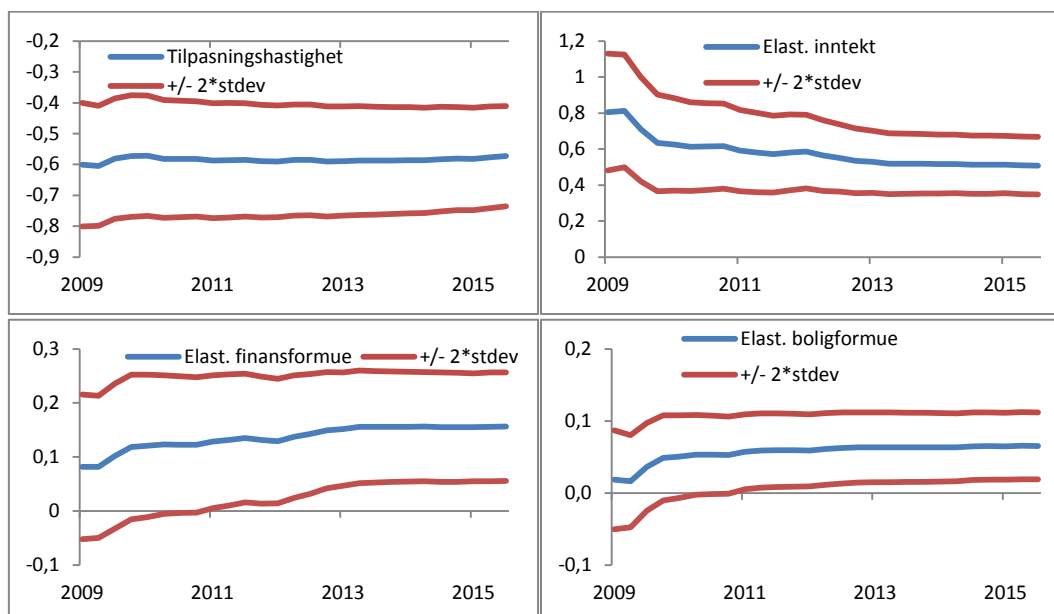 -0,2
-0,3
-0,4
-0,5
-0,6
-0,7
-0,8
-0,9
Tilpasningshastighet
+/- 2*stdev
2009 2011 2013 2015
1,2
1
0,8
0,6
0,4
0,2
0
Elast. inntekt
+/- 2*stdev
2009 2011 2013 2015
0,3
0,2
0,1
0
-0,1
Elast. finansformue +/- 2*stdev
2009 2011 2013 2015
0,2
0,1
0,0
-0,1
Elast. boligformue
+/- 2*stdev
2009 2011 2013 2015